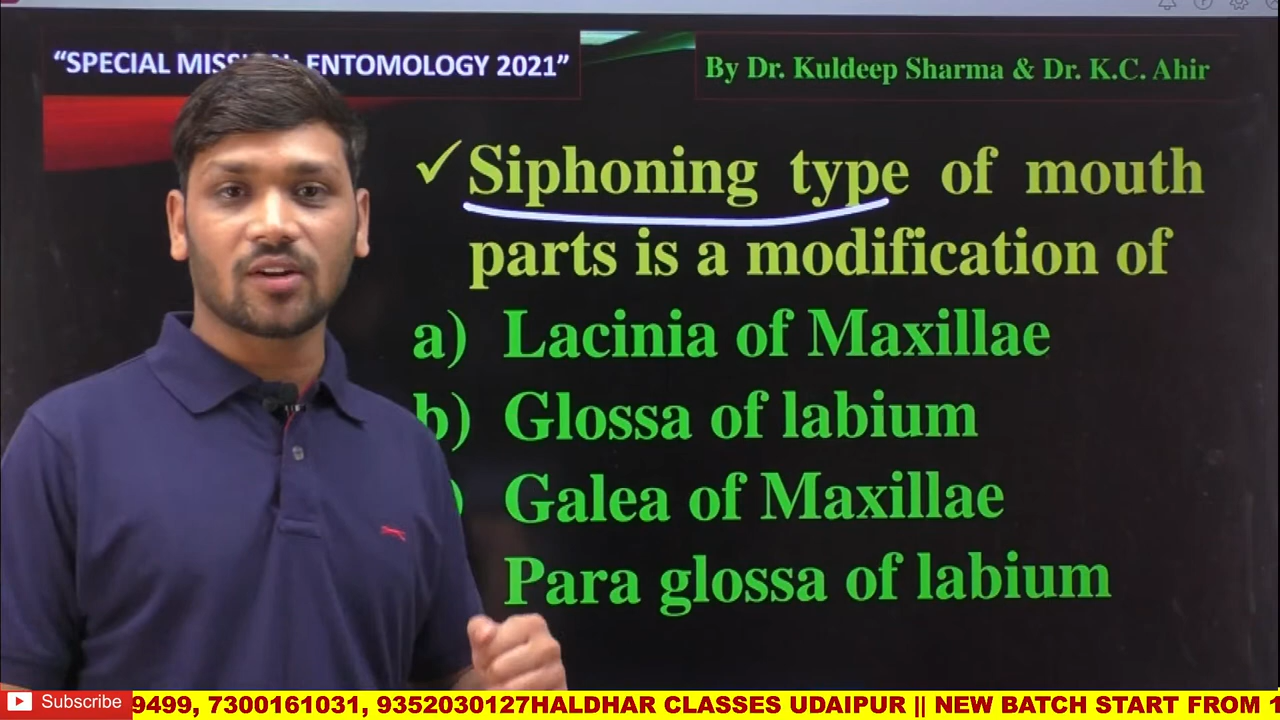 “SPECIAL MISSION: ENTOMOLOGY 2021”
By Dr. Kuldeep Sharma & Dr. K.C. Ahir
✓Siphoning type of mouth
parts is a modification of
a) Lacinia of Maxillae
b) Glossa of labium
) Galea of Maxillae
Para glossa of labium
Subscribe 9499, 7300161031, 9352030127HALDHAR CLASSES UDAIPUR || NEW BATCH START FROM 1